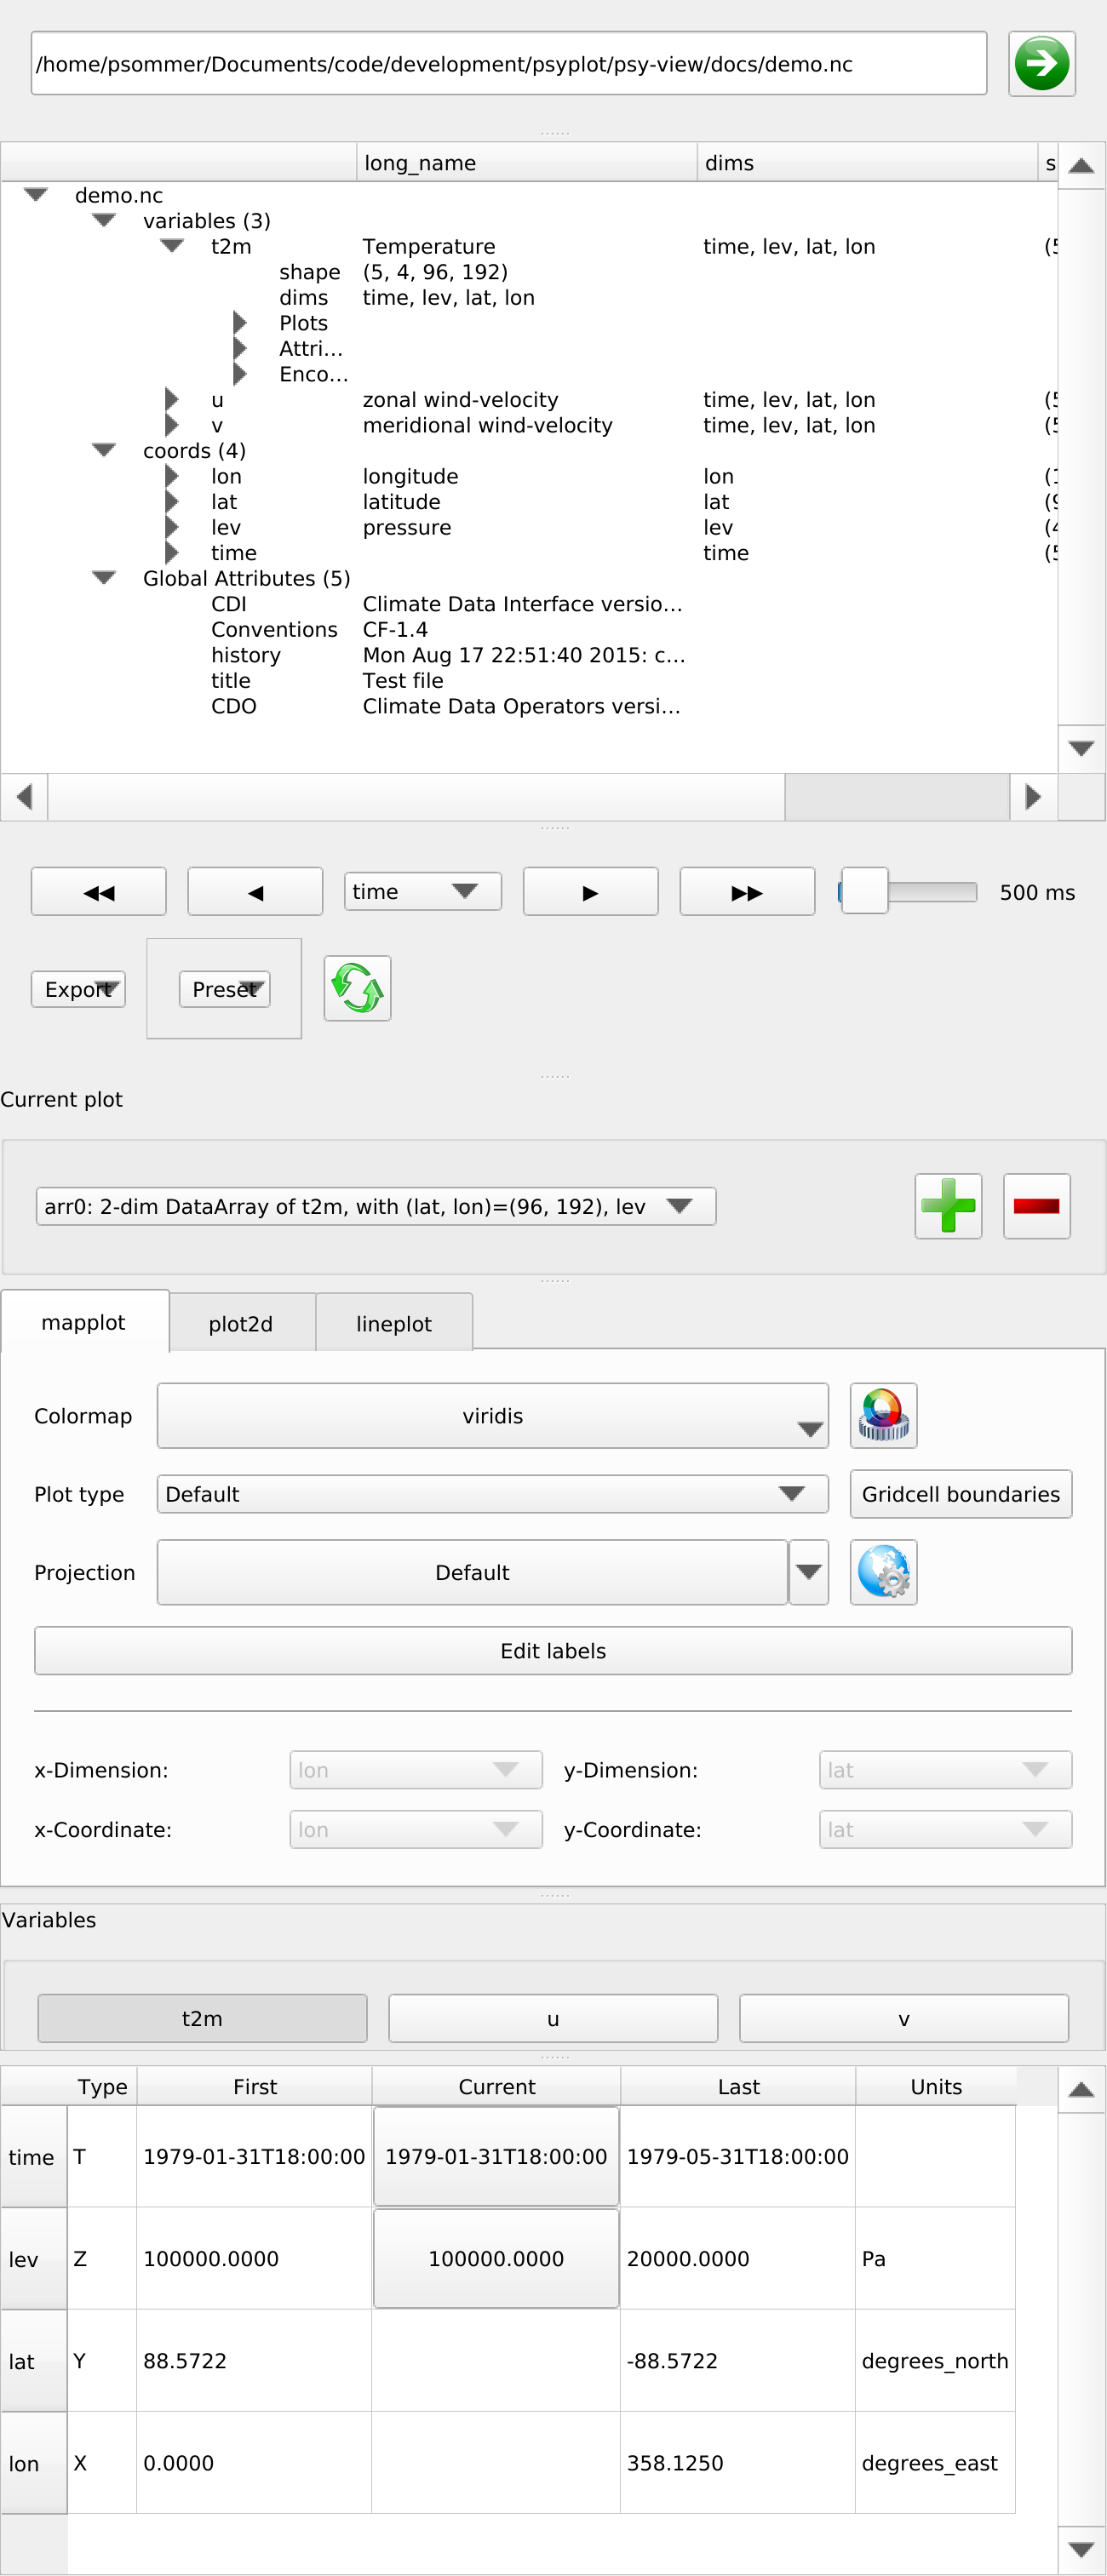 /home/psommer/Documents/code/development/psyplot/psy-view/docs/demo.nc
long_name dims s
demo.nc
variables (3)
t2m Temperature time, lev, lat, lon (5
shape (5, 4, 96, 192)
dims time, lev, lat, lon
Plots
Attri...
Enco...
u zonal wind-velocity time, lev, lat, lon (5
v meridional wind-velocity time, lev, lat, lon (5
coords (4)
lon longitude lon (1
lat latitude lat (9
lev pressure lev (4
time time (5
Global Attributes (5)
CDI Climate Data Interface versio...
Conventions CF-1.4
history Mon Aug 17 22:51:40 2015: c...
title Test file
CDO Climate Data Operators versi...
time 500 ms
Export Preset
Current plot
arr0: 2-dim DataArray of t2m, with (lat, lon)=(96, 192), lev
mapplot plot2d lineplot
Colormap viridis
Plot type Default Gridcell boundaries
Projection Default
Edit labels
x-Dimension: lon y-Dimension: lat
x-Coordinate: lon y-Coordinate: lat
Variables
t2m u v
Type First Current Last Units
time T 1979-01-31T18:00:00 1979-01-31T18:00:00 1979-05-31T18:00:00
lev Z 100000.0000 100000.0000 20000.0000 Pa
lat Y 88.5722 -88.5722 degrees_north
lon X 0.0000 358.1250 degrees_east